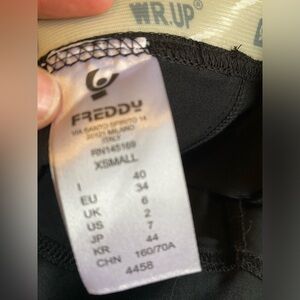 WR.UP®
FREDDY
VIA SANTO SPIRITO 14
20121 MILANO
ITALY
RN145169
XSMALL
I 40
EU 34
UK 6
US 2
JP 7
KR 44
CHN 160/70A
4458